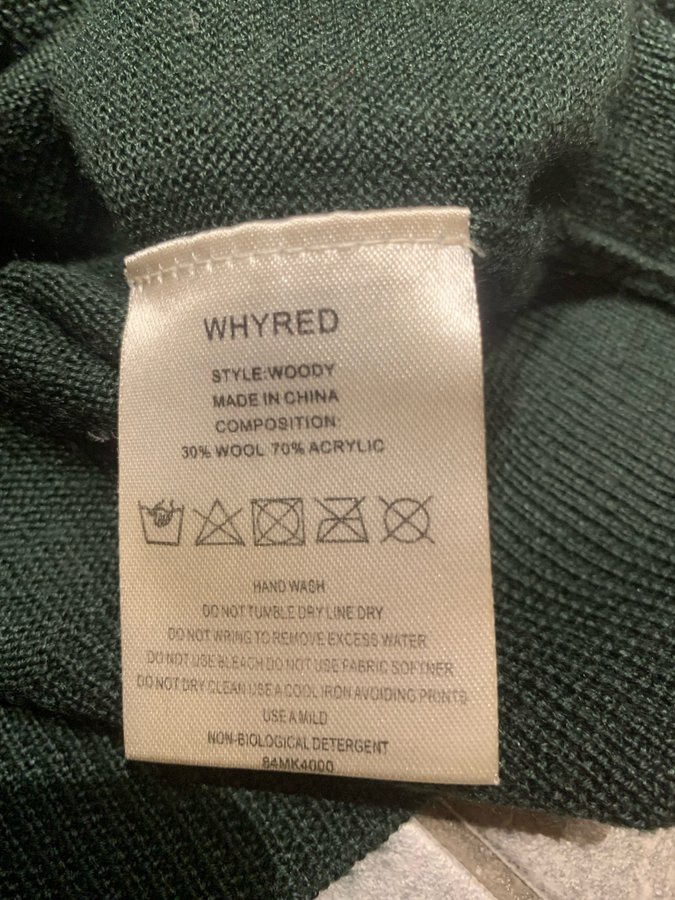 WHYRED
STYLE:WOODY
MADE IN CHINA
COMPOSITION:
30% WOOL 70% ACRYLIC
HAND WASH
DO NOT TUMBLE DRY LINE DRY
DO NOT WRING TO REMOVE EXCESS WATER
DO NOT USE BLEACH DO NOT USE FABRIC SOFTNER
DO NOT DRY CLEAN USE A COOL IRON AVOIDING PRINTS
USE A MILD
NON-BIOLOGICAL DETERGENT
84MK4000